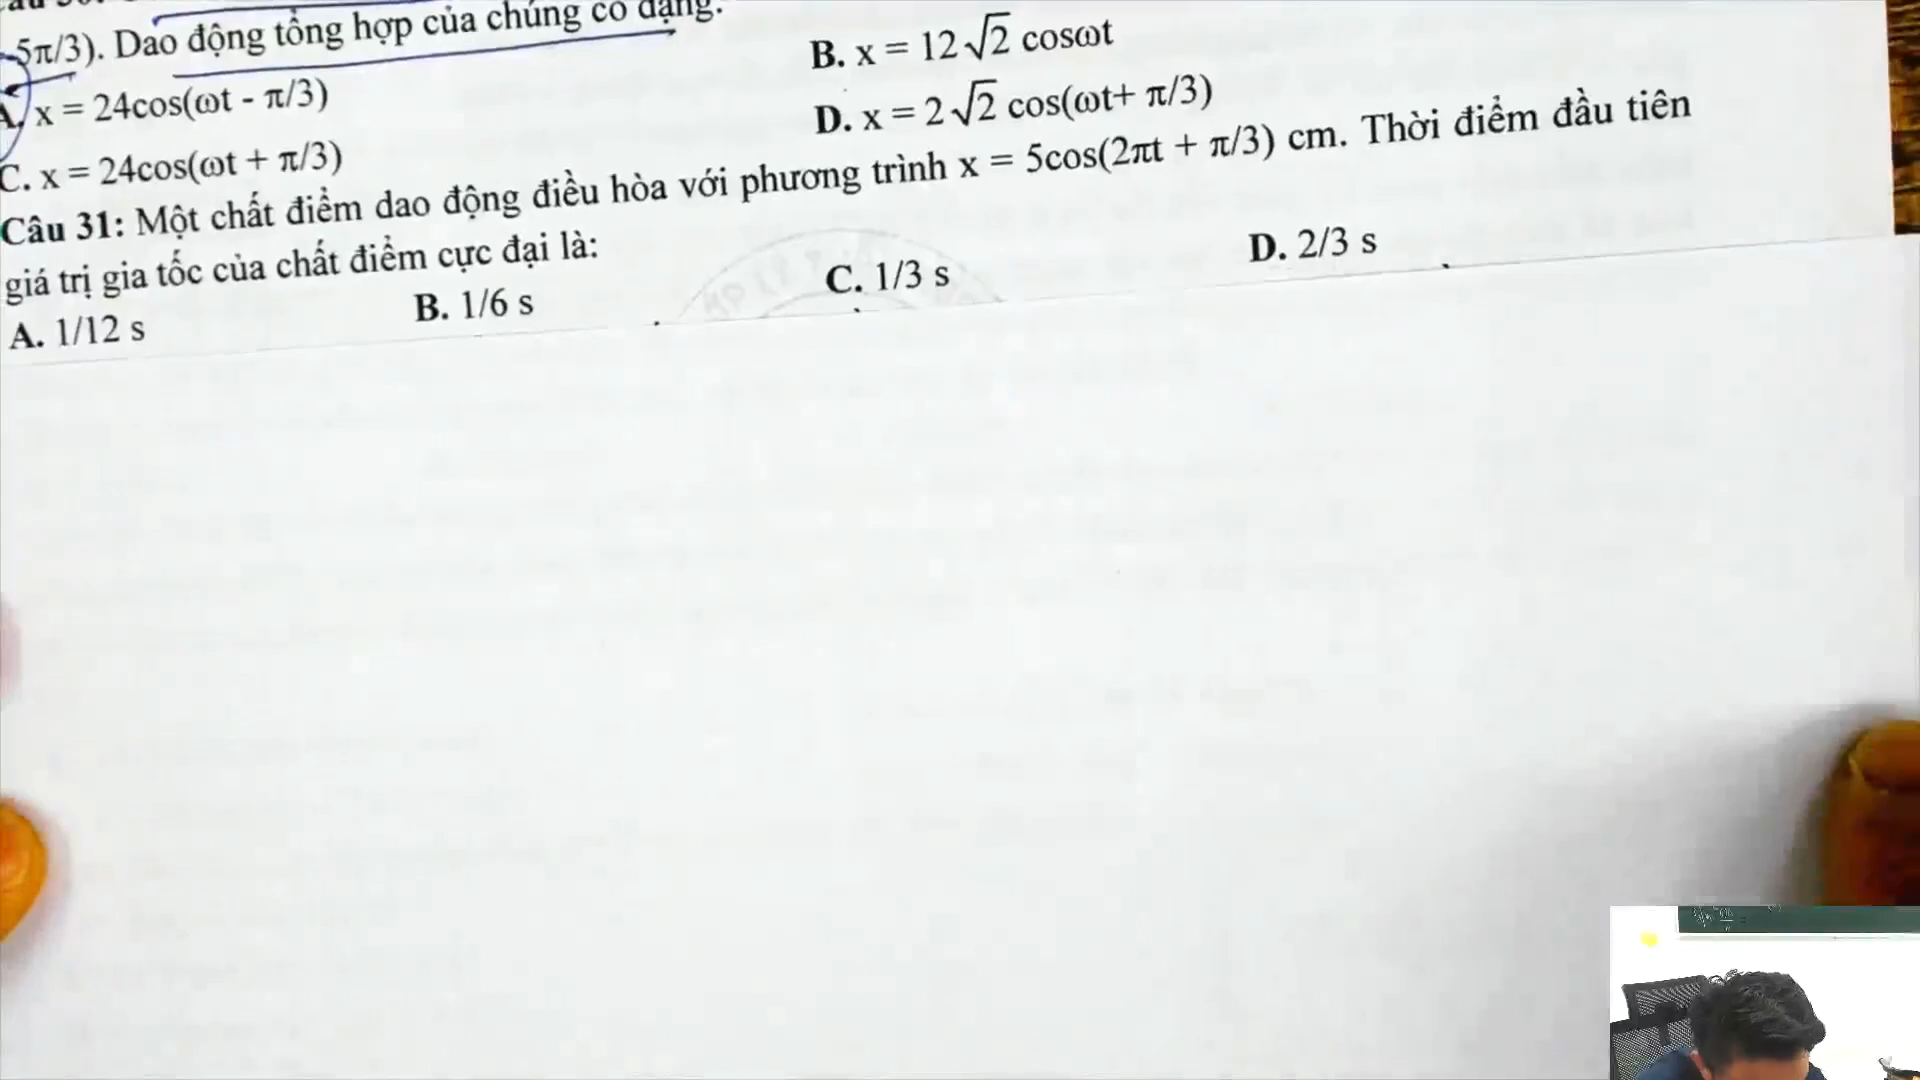 5π/3). Dao động tổng hợp của chúng có dạng:
A. x = 24cos(ωt - π/3)
B. x = 12√2 cosωt
C. x = 24cos(ωt + π/3)
D. x = 2√2 cos(ωt+ π/3)
Câu 31: Một chất điểm dao động điều hòa với phương trình x = 5cos(2πt + π/3) cm. Thời điểm đầu tiên
giá trị gia tốc của chất điểm cực đại là:
A. 1/12 s
B. 1/6 s
C. 1/3 s
D. 2/3 s